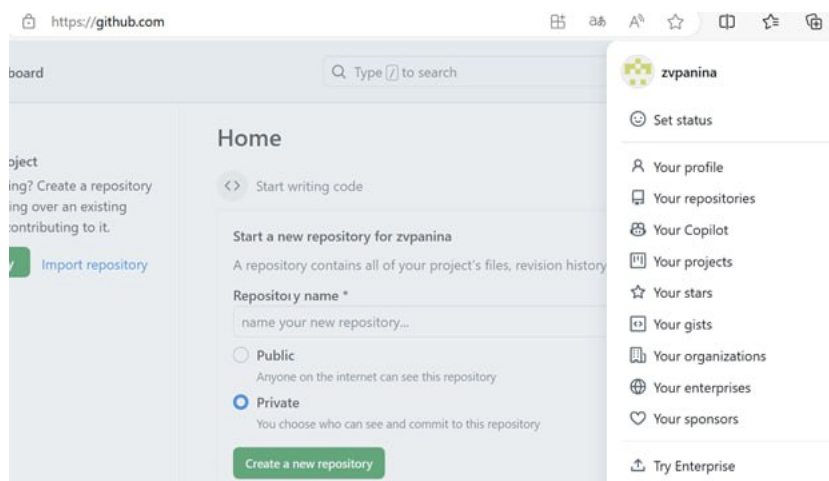 https://github.com
board
Type / to search
oject
ing? Create a repository
ing over an existing
contributing to it.
y
Import repository
Home
Start writing code
Start a new repository for zvpanina
A repository contains all of your project's files, revision history
Repository name *
name your new repository...
Public
Anyone on the internet can see this repository
Private
You choose who can see and commit to this repository
Create a new repository
zvpanina
Set status
Your profile
Your repositories
Your Copilot
Your projects
Your stars
Your gists
Your organizations
Your enterprises
Your sponsors
Try Enterprise